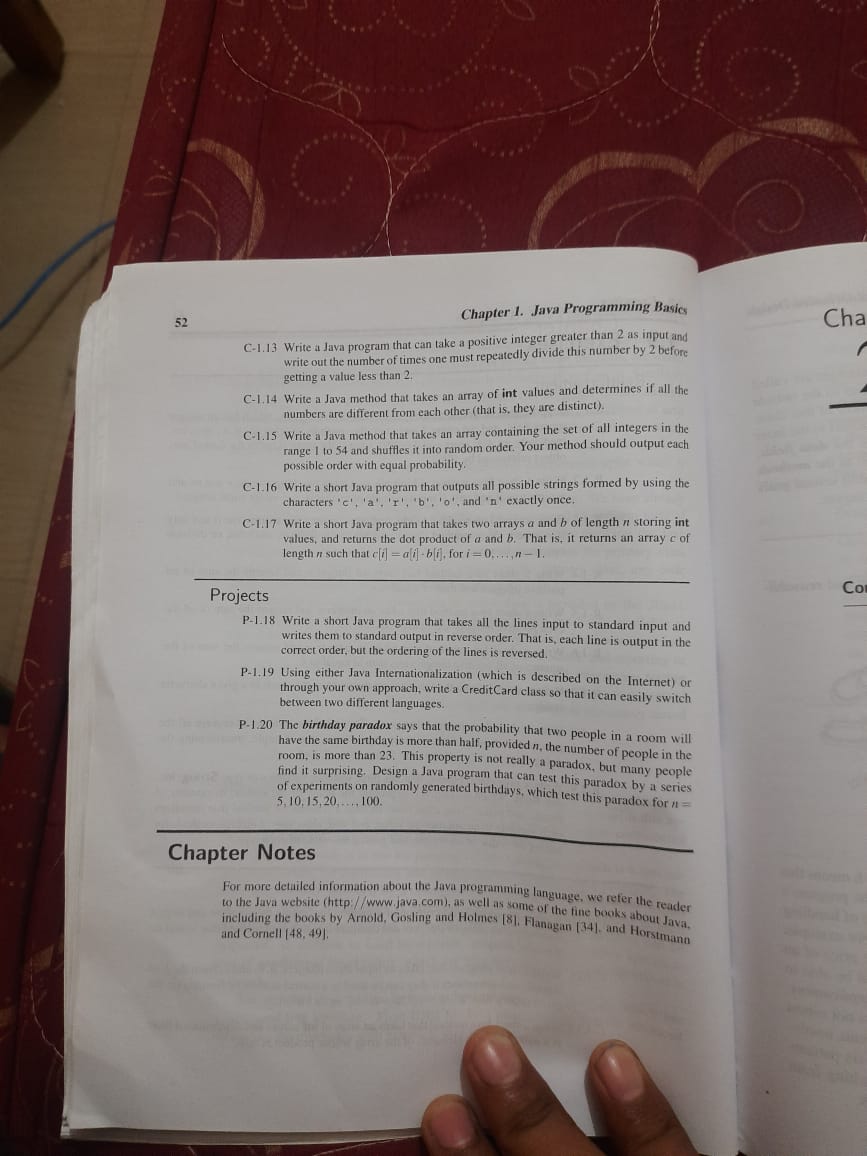 52
Chapter 1. Java Programming Basics
C-1.13 Write a Java program that can take a positive integer greater than 2 as input and
write out the number of times one must repeatedly divide this number by 2 before
getting a value less than 2.
C-1.14 Write a Java method that takes an array of int values and determines if all the
numbers are different from each other (that is, they are distinct).
C-1.15 Write a Java method that takes an array containing the set of all integers in the
range 1 to 54 and shuffles it into random order. Your method should output each
possible order with equal probability.
C-1.16 Write a short Java program that outputs all possible strings formed by using the
characters 'c', 'a', 'r', 'b', 'o', and 'n' exactly once.
C-1.17 Write a short Java program that takes two arrays a and b of length n storing int
values, and returns the dot product of a and b. That is, it returns an array c of
length n such that c[i] = a[i] · b[i], for i = 0,...,n − 1.
Projects
P-1.18 Write a short Java program that takes all the lines input to standard input and
writes them to standard output in reverse order. That is, each line is output in the
correct order, but the ordering of the lines is reversed.
P-1.19 Using either Java Internationalization (which is described on the Internet) or
through your own approach, write a CreditCard class so that it can easily switch
between two different languages.
P-1.20 The birthday paradox says that the probability that two people in a room will
have the same birthday is more than half, provided n, the number of people in the
room, is more than 23. This property is not really a paradox, but many people
find it surprising. Design a Java program that can test this paradox by a series
of experiments on randomly generated birthdays, which test this paradox for n =
5,10,15,20,...,100.
Chapter Notes
For more detailed information about the Java programming language, we refer the reader
to the Java website (http://www.java.com), as well as some of the fine books about Java,
including the books by Arnold, Gosling and Holmes [8], Flanagan [34], and Horstmann
and Cornell [48, 49].
Cha